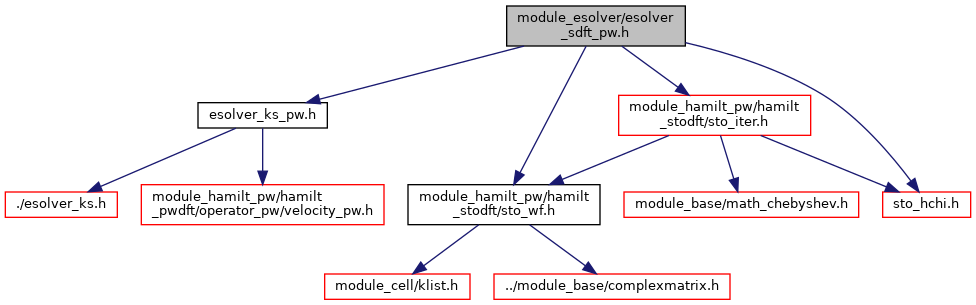 module_esolver/esolver
_sdft_pw.h
esolver_ks_pw.h
module_hamilt_pw/hamilt
_stodft/sto_iter.h
./esolver_ks.h
module_hamilt_pw/hamilt
_pwdft/operator_pw/velocity_pw.h
module_hamilt_pw/hamilt
_stodft/sto_wf.h
module_base/math_chebyshev.h
sto_hchi.h
module_cell/klist.h
../module_base/complexmatrix.h